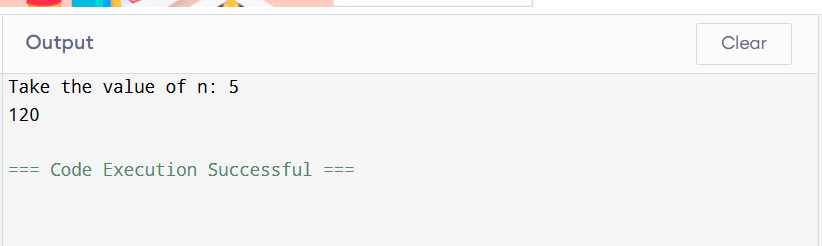 Output
Clear
Take the value of n: 5
120
=== Code Execution Successful ===